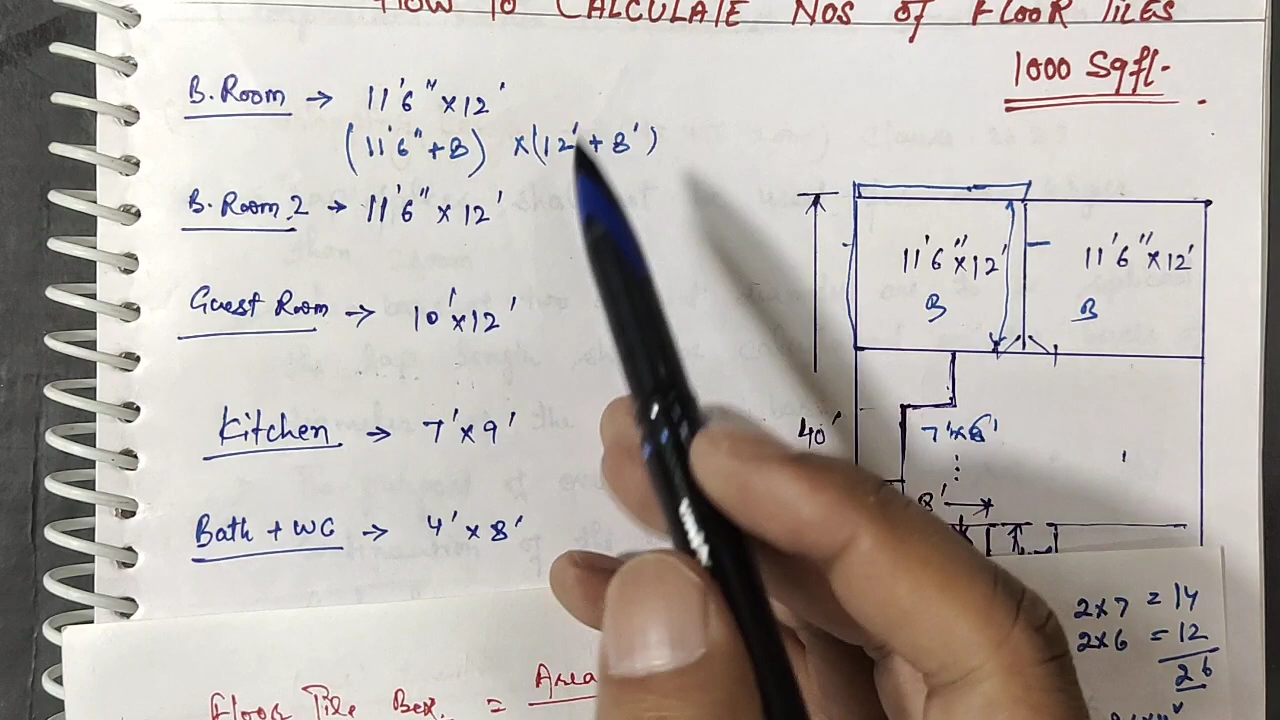 HOW TO CALCULATE NOS OF FLOOR TILES
1000 Sqft.
B.Room → 11'6" x 12'
(11'6" + 8) x (12' + 8')
B.Room 2 → 11'6" x 12'
Guest Room → 10' x 12'
Kitchen → 7' x 9'
Bath + WC → 4' x 8'
Floor Tile Box = Area
11'6" x 12'
B
11'6" x 12'
B
40'
8'
2x7 = 14
2x6 = 12
26